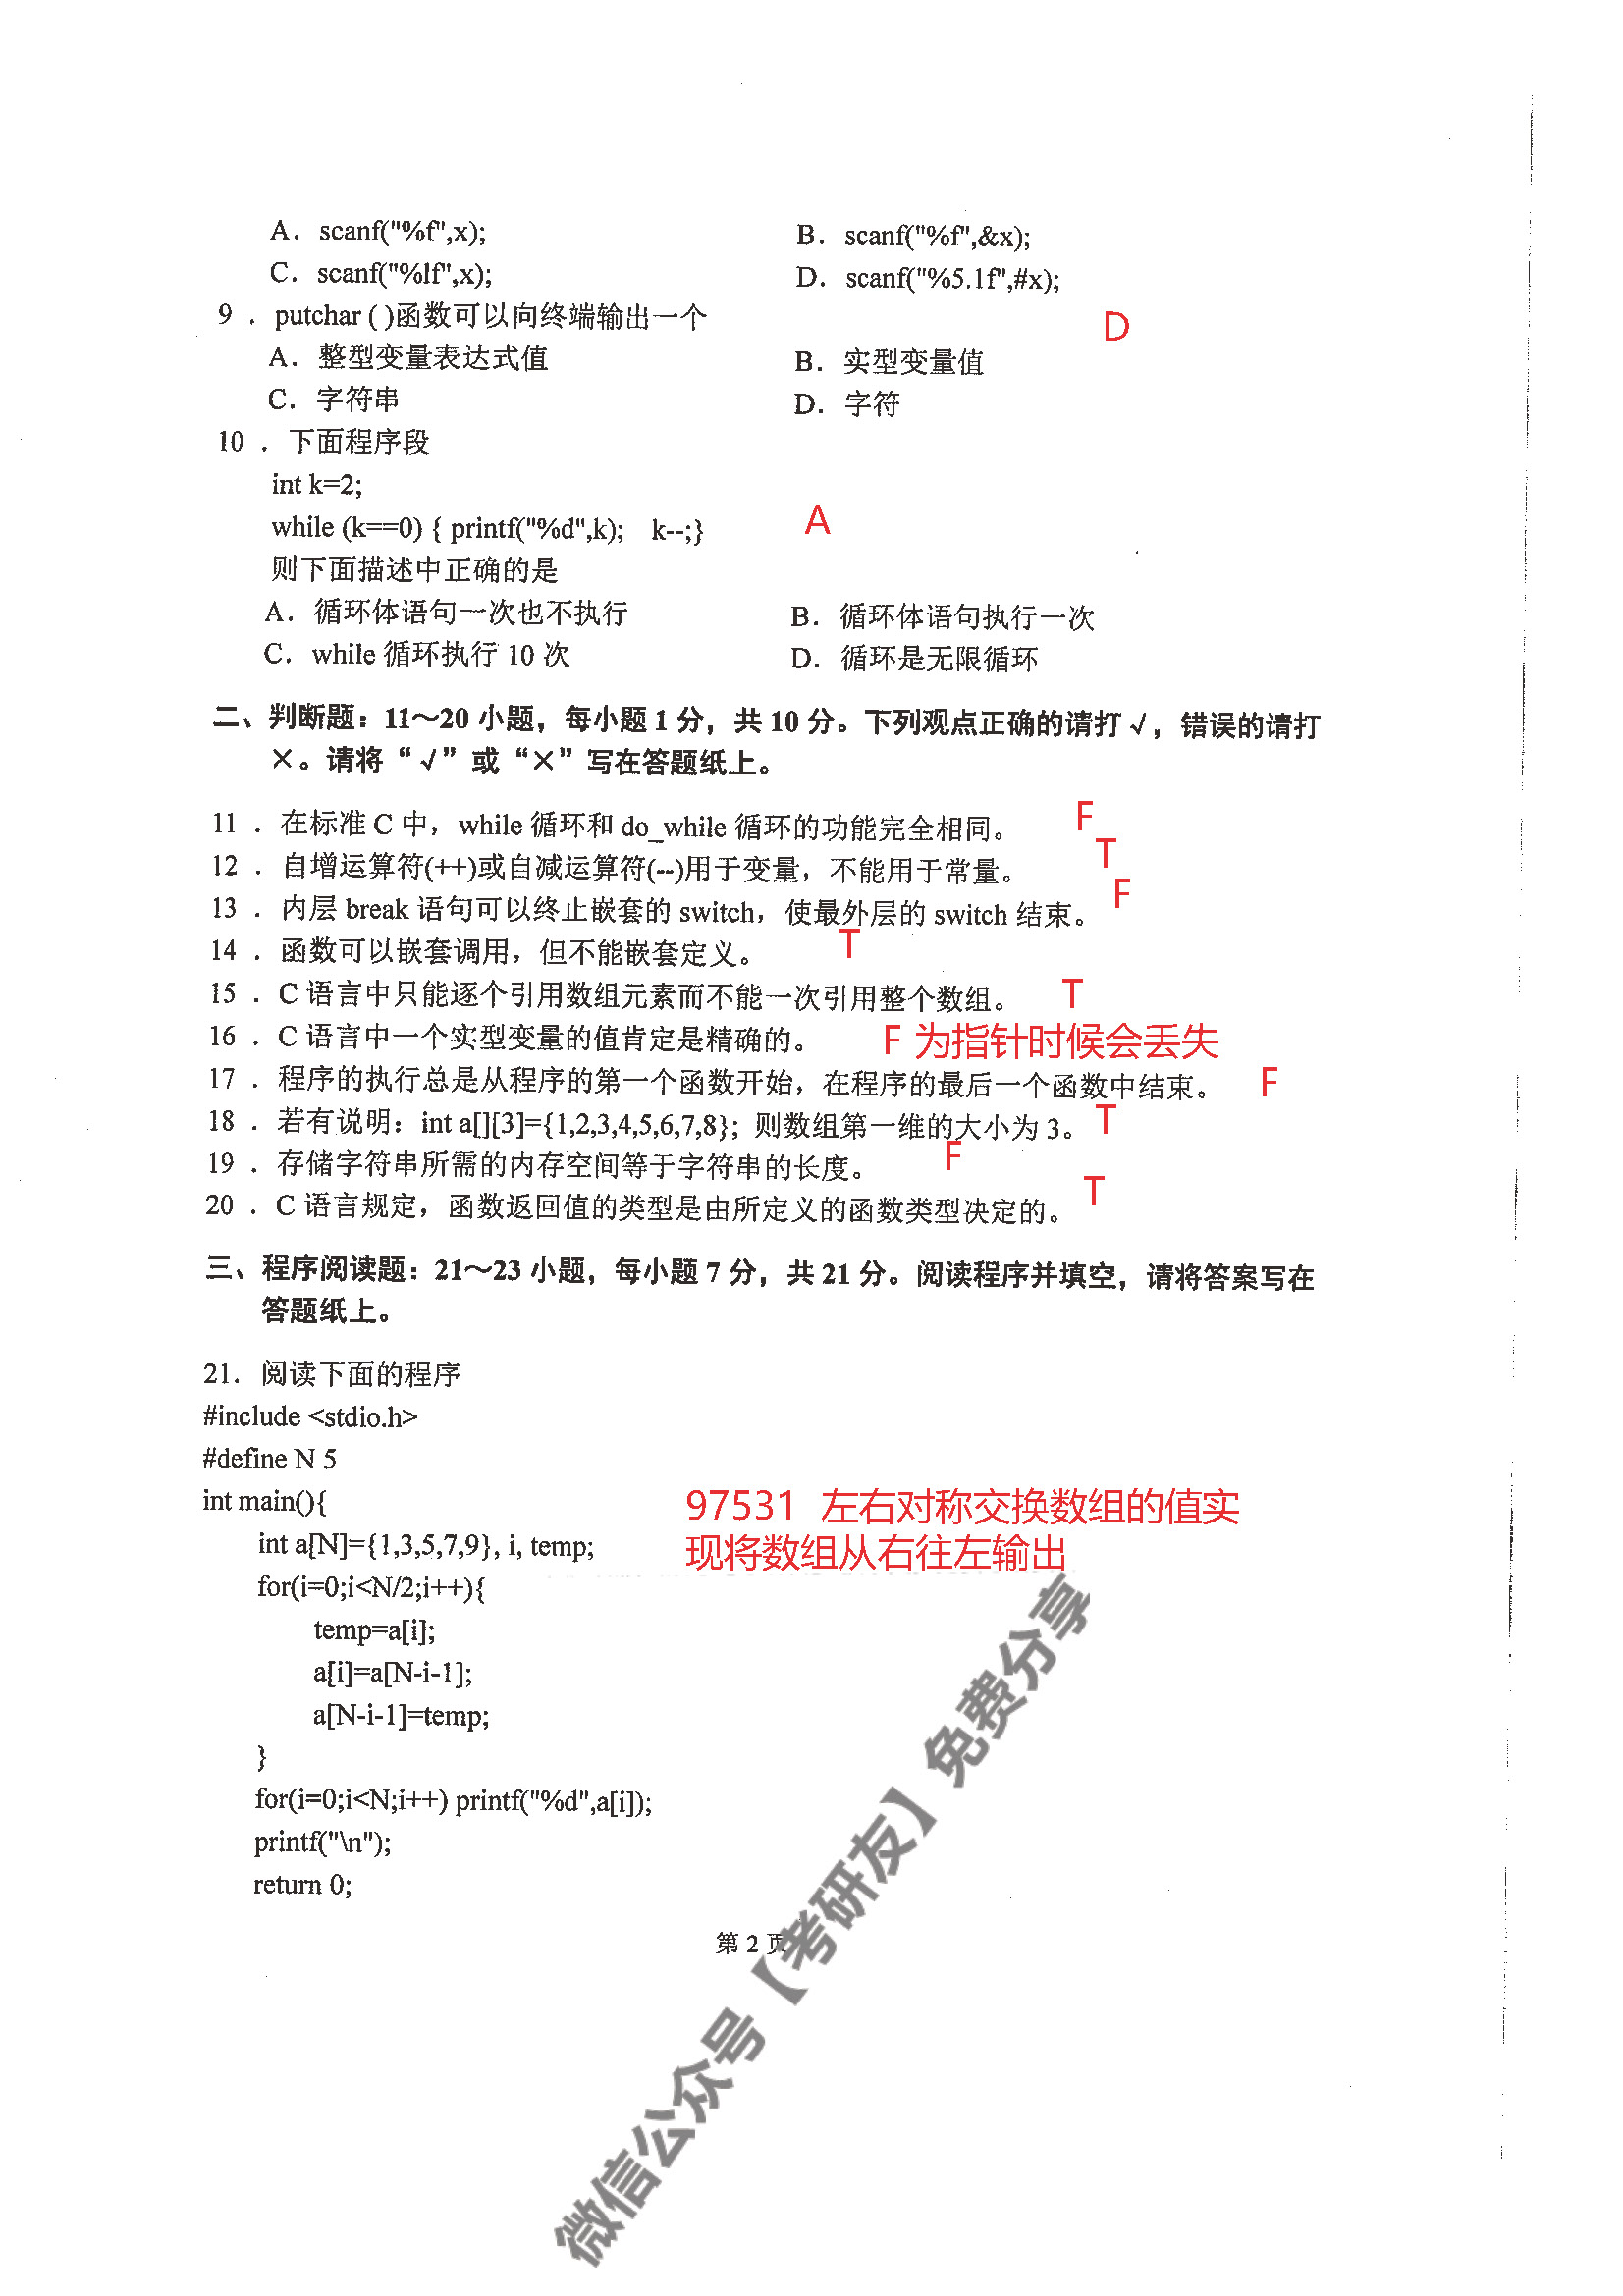 A． scanf("%f",x);
B． scanf("%f",&x);
C． scanf("%lf",x);
D． scanf("%5.1f",#x);
9 ．putchar ( )函数可以向终端输出一个
D
A．整型变量表达式值
B．实型变量值
C．字符串
D．字符
10 ．下面程序段
int k=2;
while (k==0) { printf("%d",k); k--;}
A
则下面描述中正确的是
A．循环体语句一次也不执行
B．循环体语句执行一次
C．while 循环执行 10 次
D．循环是无限循环
二、判断题：11～20 小题，每小题 1 分，共 10 分。下列观点正确的请打 √，错误的请打
×。请将“√”或“×”写在答题纸上。
11 ．在标准 C 中，while 循环和 do_while 循环的功能完全相同。 F
12 ．自增运算符(++)或自减运算符(--)用于变量，不能用于常量。 T
13 ．内层 break 语句可以终止嵌套的 switch，使最外层的 switch 结束。 F
14 ．函数可以嵌套调用，但不能嵌套定义。 T
15 ．C 语言中只能逐个引用数组元素而不能一次引用整个数组。 T
16 ．C 语言中一个实型变量的值肯定是精确的。 F 为指针时候会丢失
17 ．程序的执行总是从程序的第一个函数开始，在程序的最后一个函数中结束。 F
18 ．若有说明：int a[][3]={1,2,3,4,5,6,7,8}; 则数组第一维的大小为 3。 T
19 ．存储字符串所需的内存空间等于字符串的长度。 F
20 ．C 语言规定，函数返回值的类型是由所定义的函数类型决定的。 T
三、程序阅读题：21～23 小题，每小题 7 分，共 21 分。阅读程序并填空，请将答案写在
答题纸上。
21．阅读下面的程序
#include <stdio.h>
#define N 5
int main(){
97531 左右对称交换数组的值实
现将数组从右往左输出
int a[N]={1,3,5,7,9}, i, temp;
for(i=0;i<N/2;i++){
temp=a[i];
a[i]=a[N-i-1];
a[N-i-1]=temp;
}
for(i=0;i<N;i++) printf("%d",a[i]);
printf("\n");
return 0;
第 2 页
微信公众号【考研友】免费分享